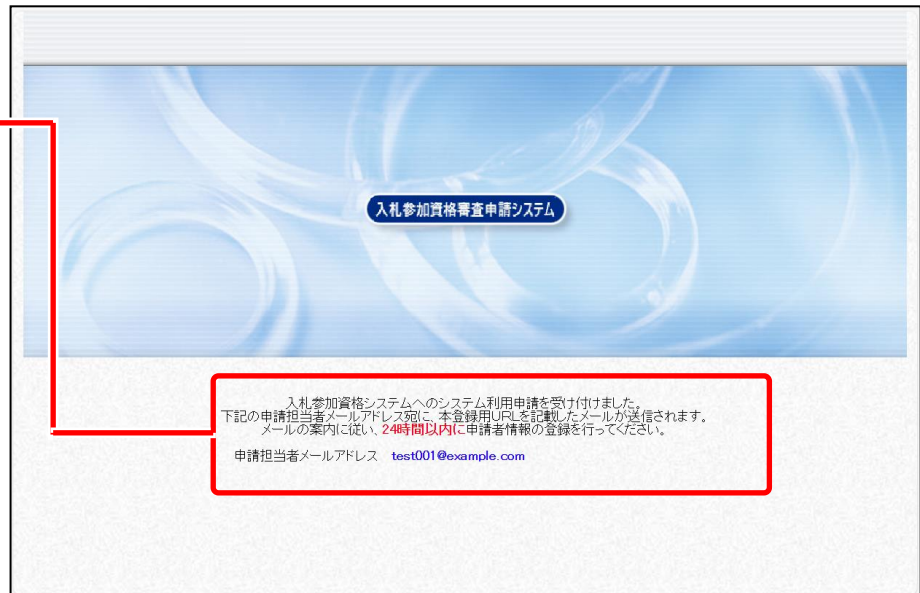 入札参加資格審査申請システム
入札参加資格システムへのシステム利用申請を受け付けました。
下記の申請担当者メールアドレス宛に、本登録用URLを記載したメールが送信されます。
メールの案内に従い、24時間以内に申請者情報の登録を行ってください。
申請担当者メールアドレス test001@example.com